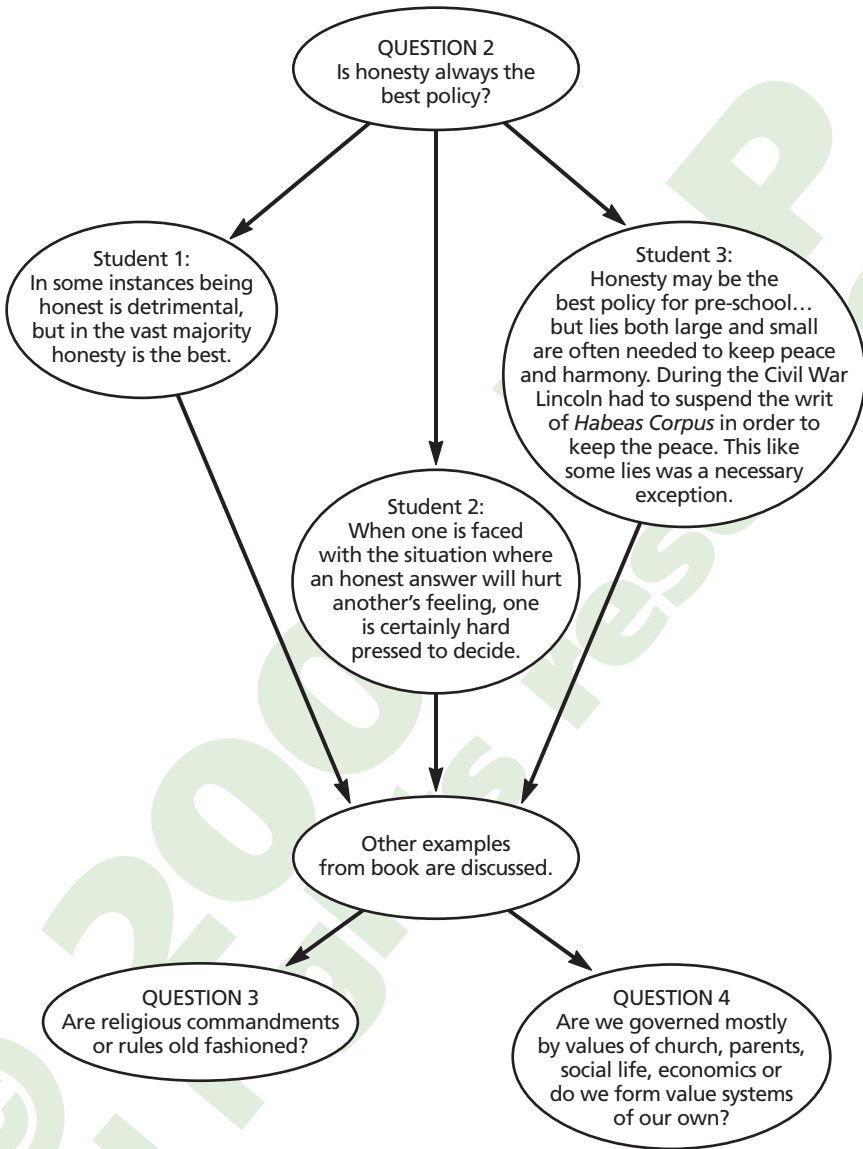 QUESTION 2
Is honesty always the
best policy?
Student 1:
In some instances being
honest is detrimental,
but in the vast majority
honesty is the best.
Student 3:
Honesty may be the
best policy for pre-school…
but lies both large and small
are often needed to keep peace
and harmony. During the Civil War
Lincoln had to suspend the writ
of Habeas Corpus in order to
keep the peace. This like
some lies was a necessary
exception.
Student 2:
When one is faced
with the situation where
an honest answer will hurt
another’s feeling, one
is certainly hard
pressed to decide.
Other examples
from book are discussed.
QUESTION 3
Are religious commandments
or rules old fashioned?
QUESTION 4
Are we governed mostly
by values of church, parents,
social life, economics or
do we form value systems
of our own?